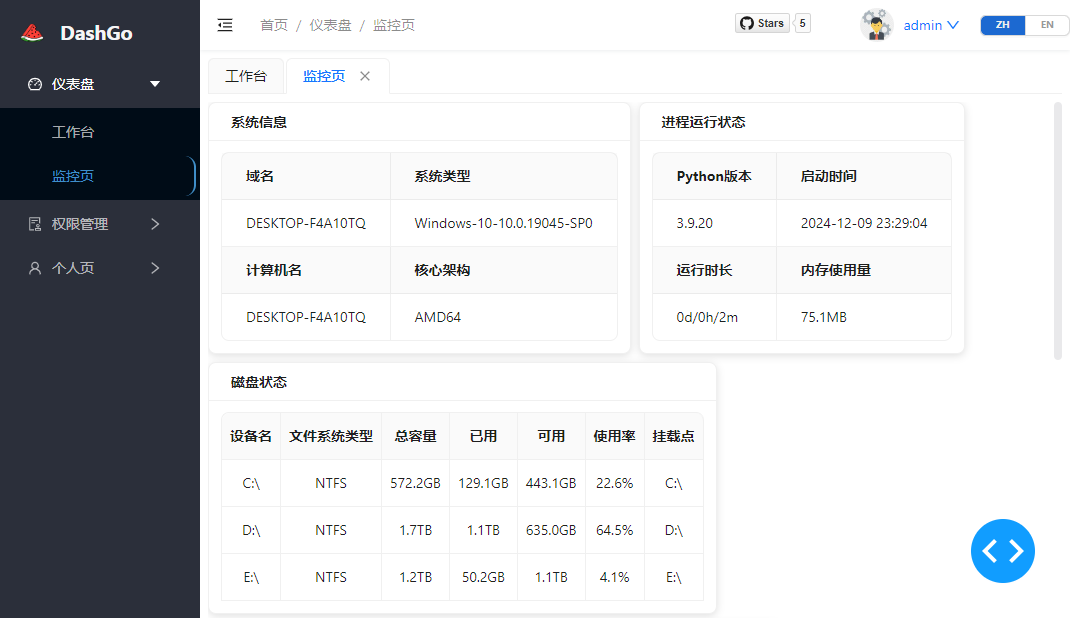 DashGo
首页 / 仪表盘 / 监控页
Stars 5
admin
ZH EN
仪表盘
工作台
监控页
权限管理
个人页
工作台 监控页
系统信息
域名 系统类型
DESKTOP-F4A10TQ Windows-10-10.0.19045-SP0
计算机名 核心架构
DESKTOP-F4A10TQ AMD64
进程运行状态
Python版本 启动时间
3.9.20 2024-12-09 23:29:04
运行时长 内存使用量
0d/0h/2m 75.1MB
磁盘状态
设备名 文件系统类型 总容量 已用 可用 使用率 挂载点
C:\ NTFS 572.2GB 129.1GB 443.1GB 22.6% C:\
D:\ NTFS 1.7TB 1.1TB 635.0GB 64.5% D:\
E:\ NTFS 1.2TB 50.2GB 1.1TB 4.1% E:\